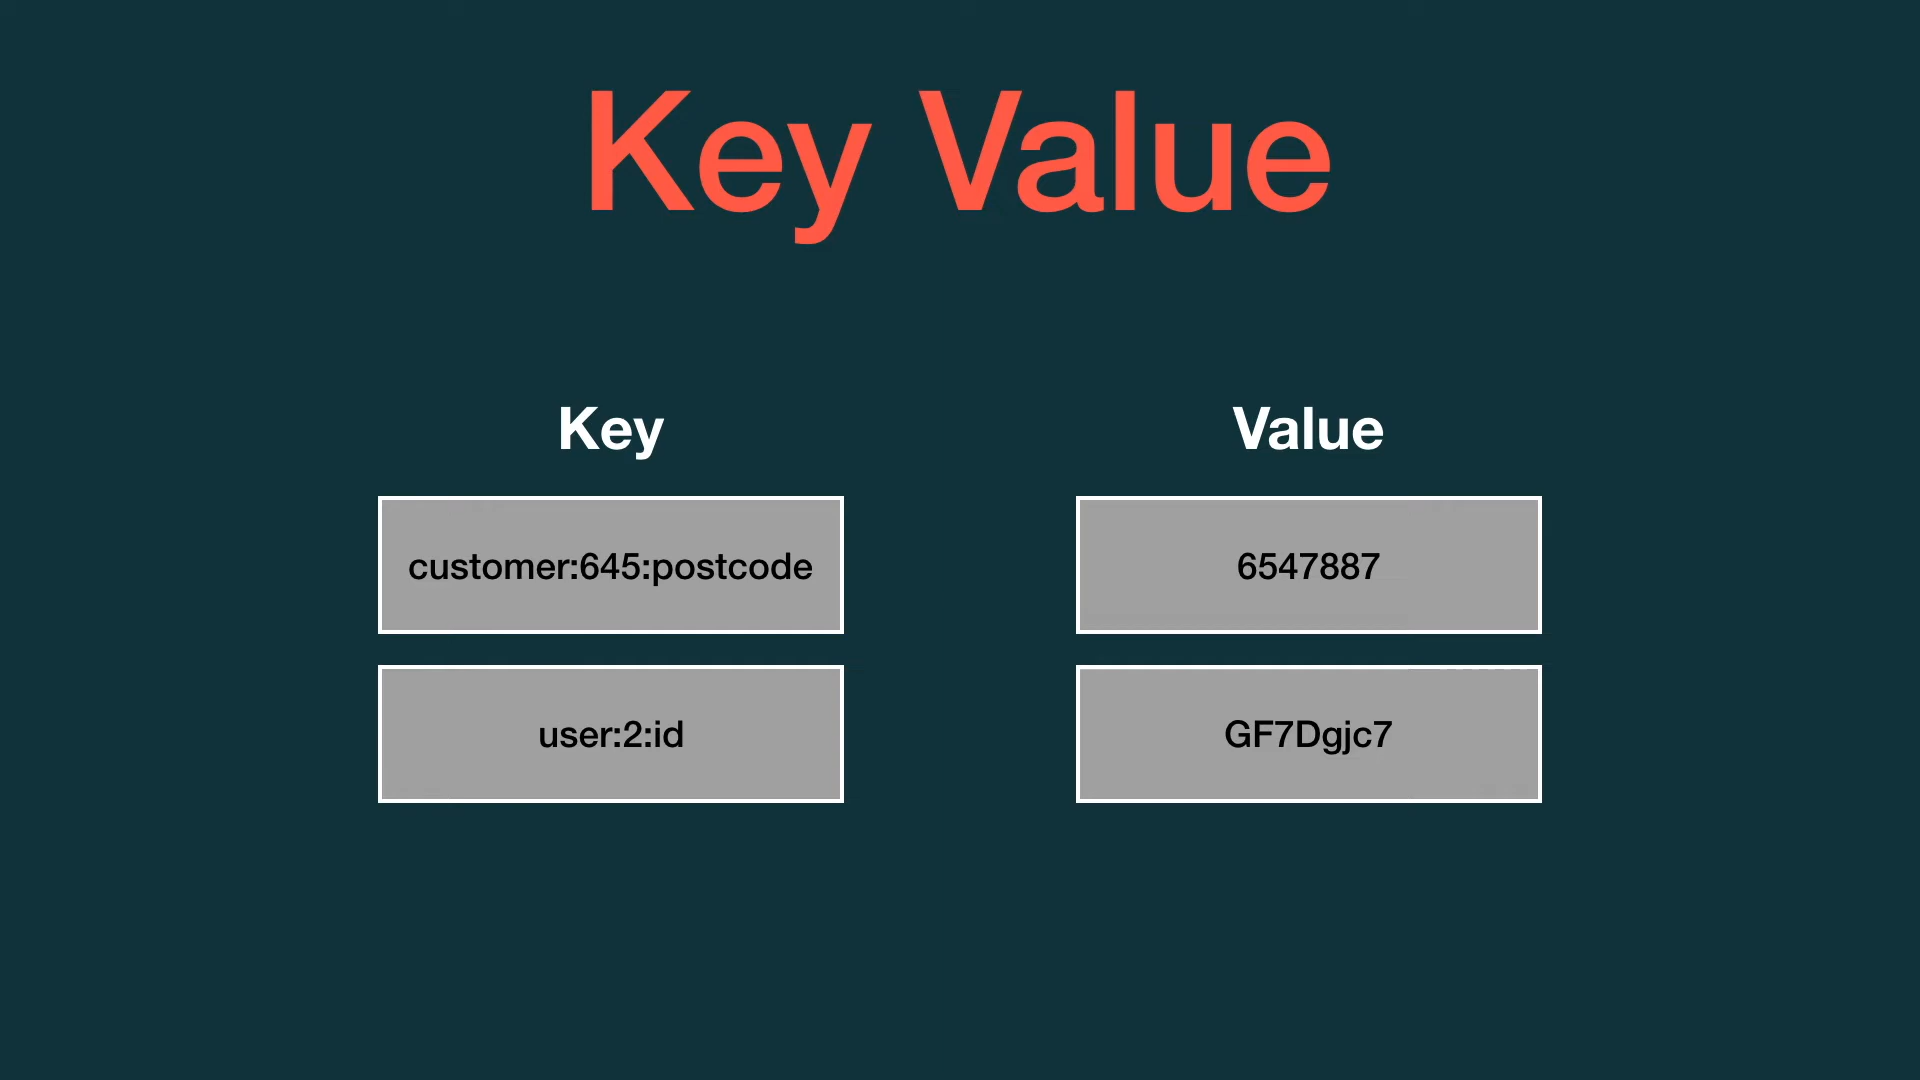 Key Value
Key Value
customer:645:postcode 6547887
user:2:id GF7Dgjc7